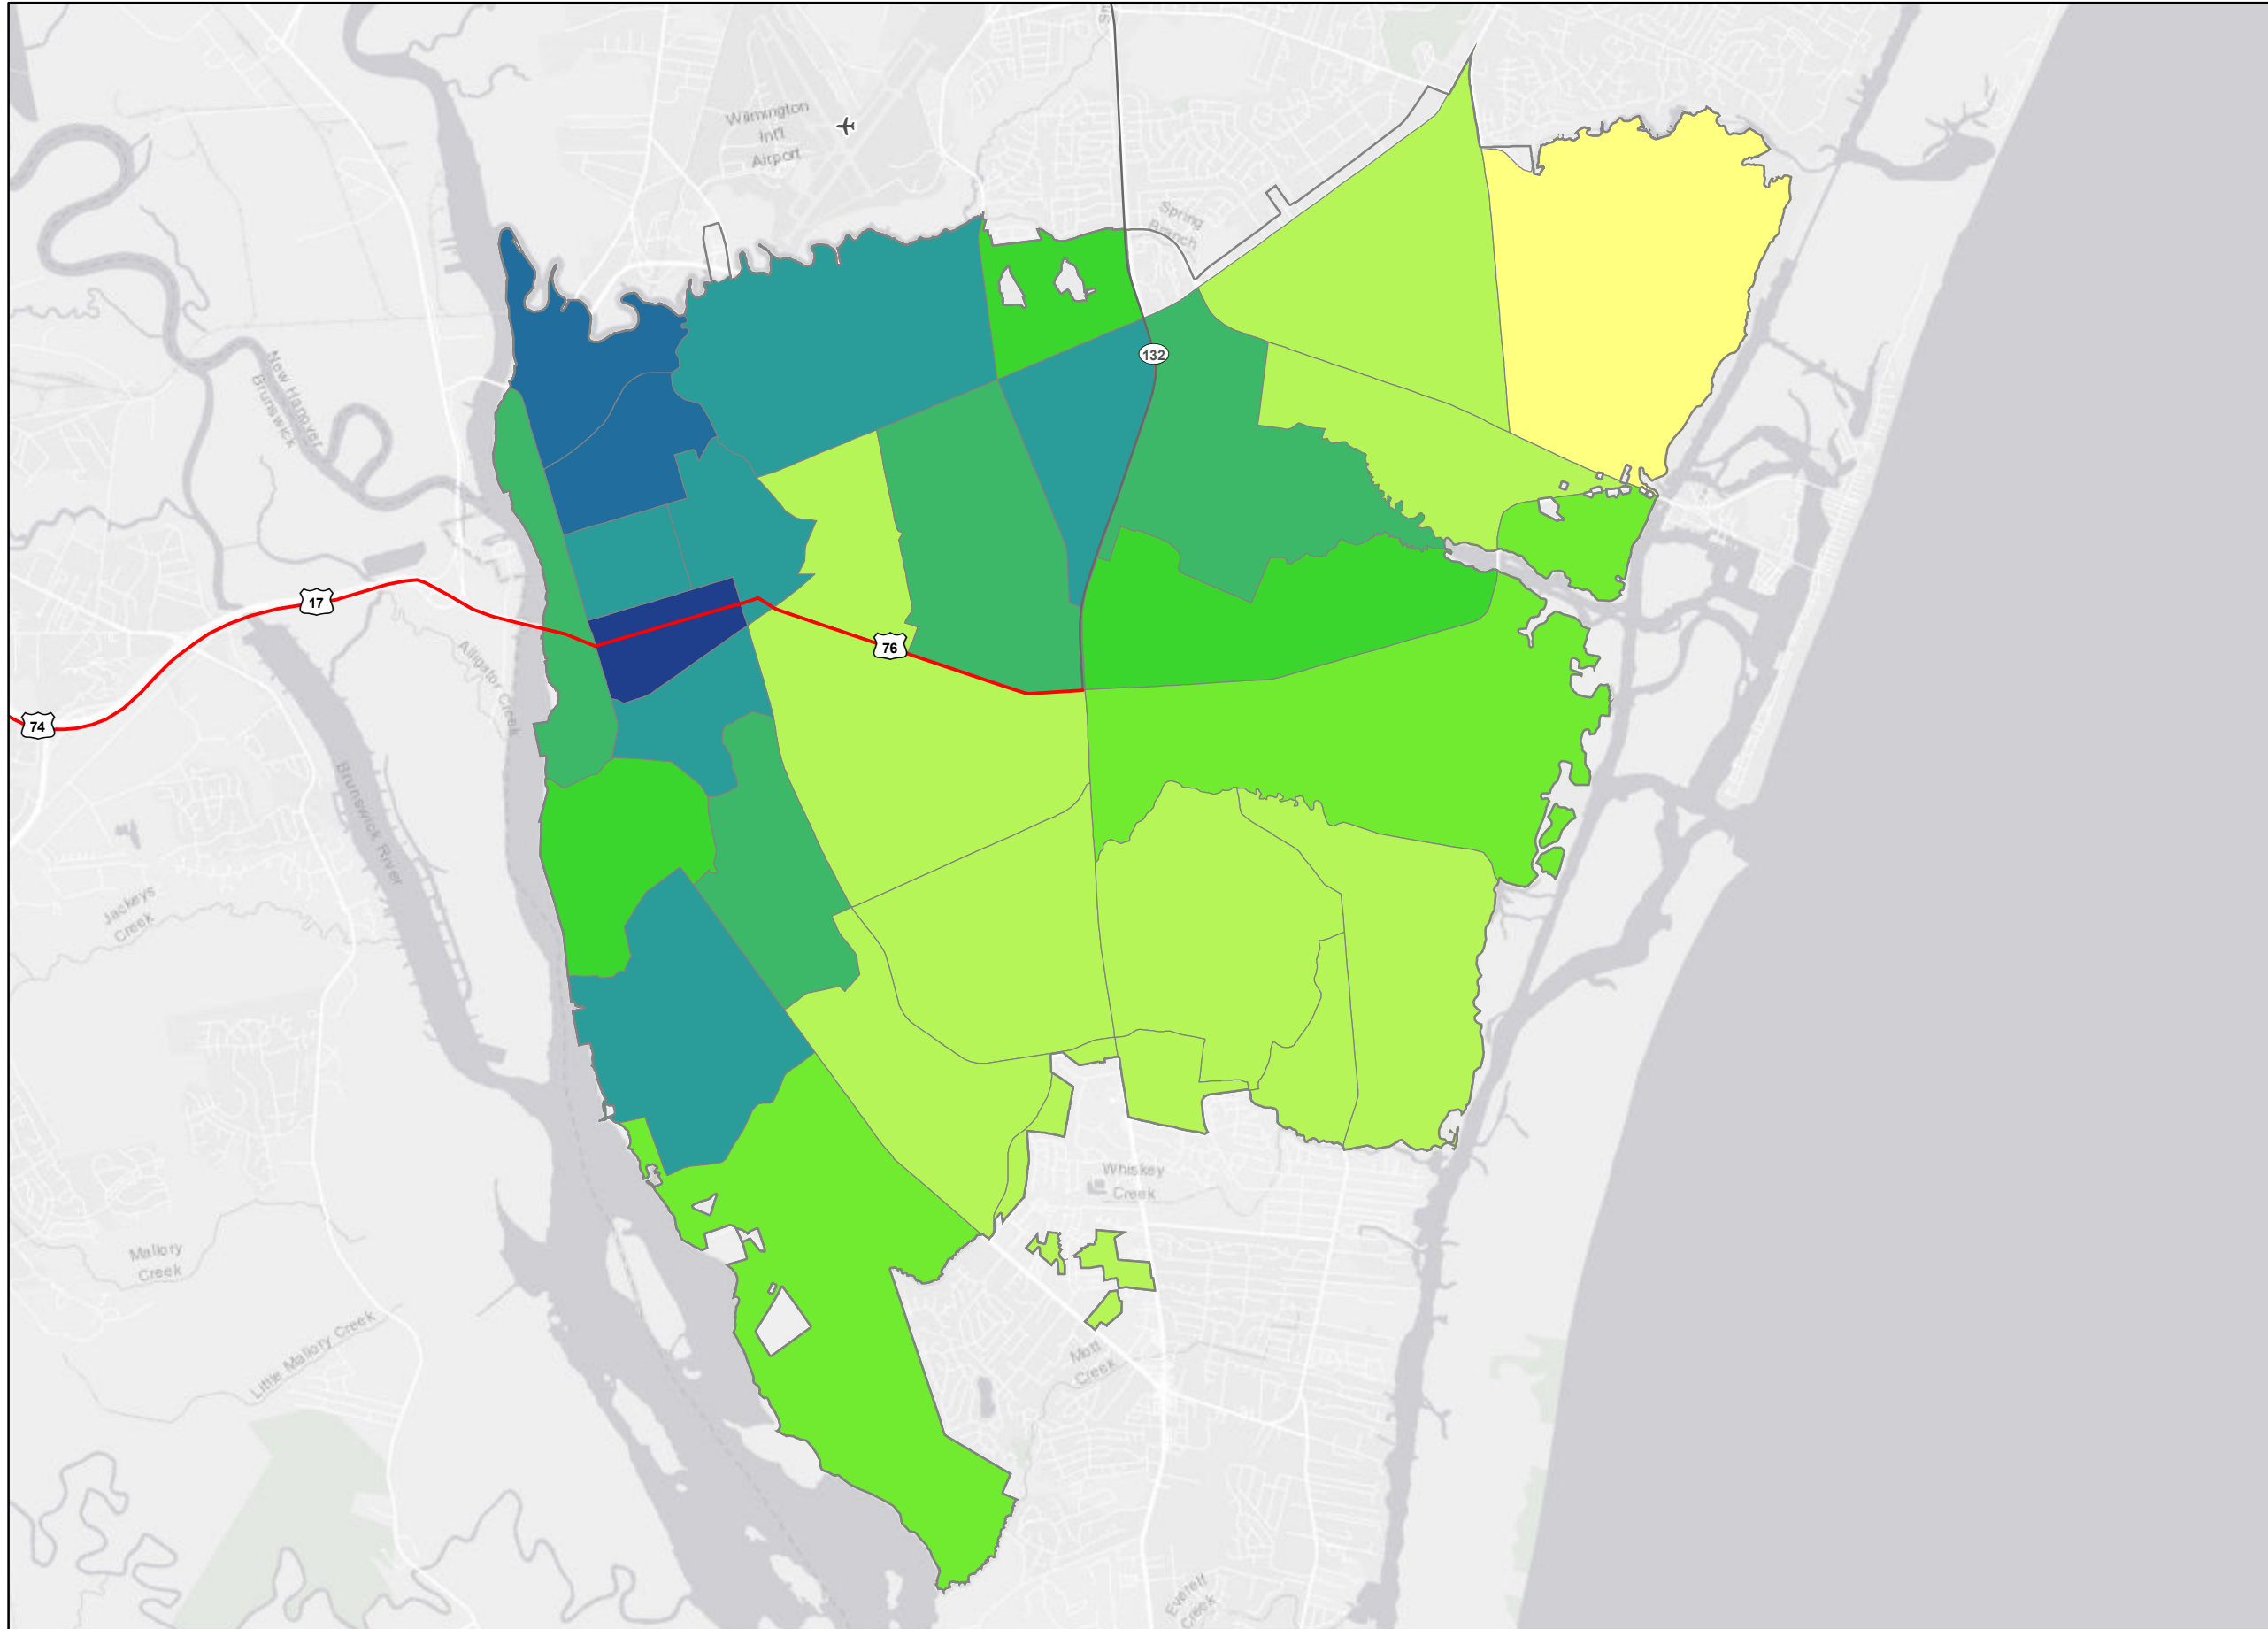 Wilmington
Int'l
Airport
Spring
Branch
132
New Hanover
Brunswick
17
76
Alligator Creek
74
Brunswick River
Jackeys
Creek
Whiskey
Creek
Mallory
Creek
Little Mallory Creek
Mott
Creek
Everett
Creek